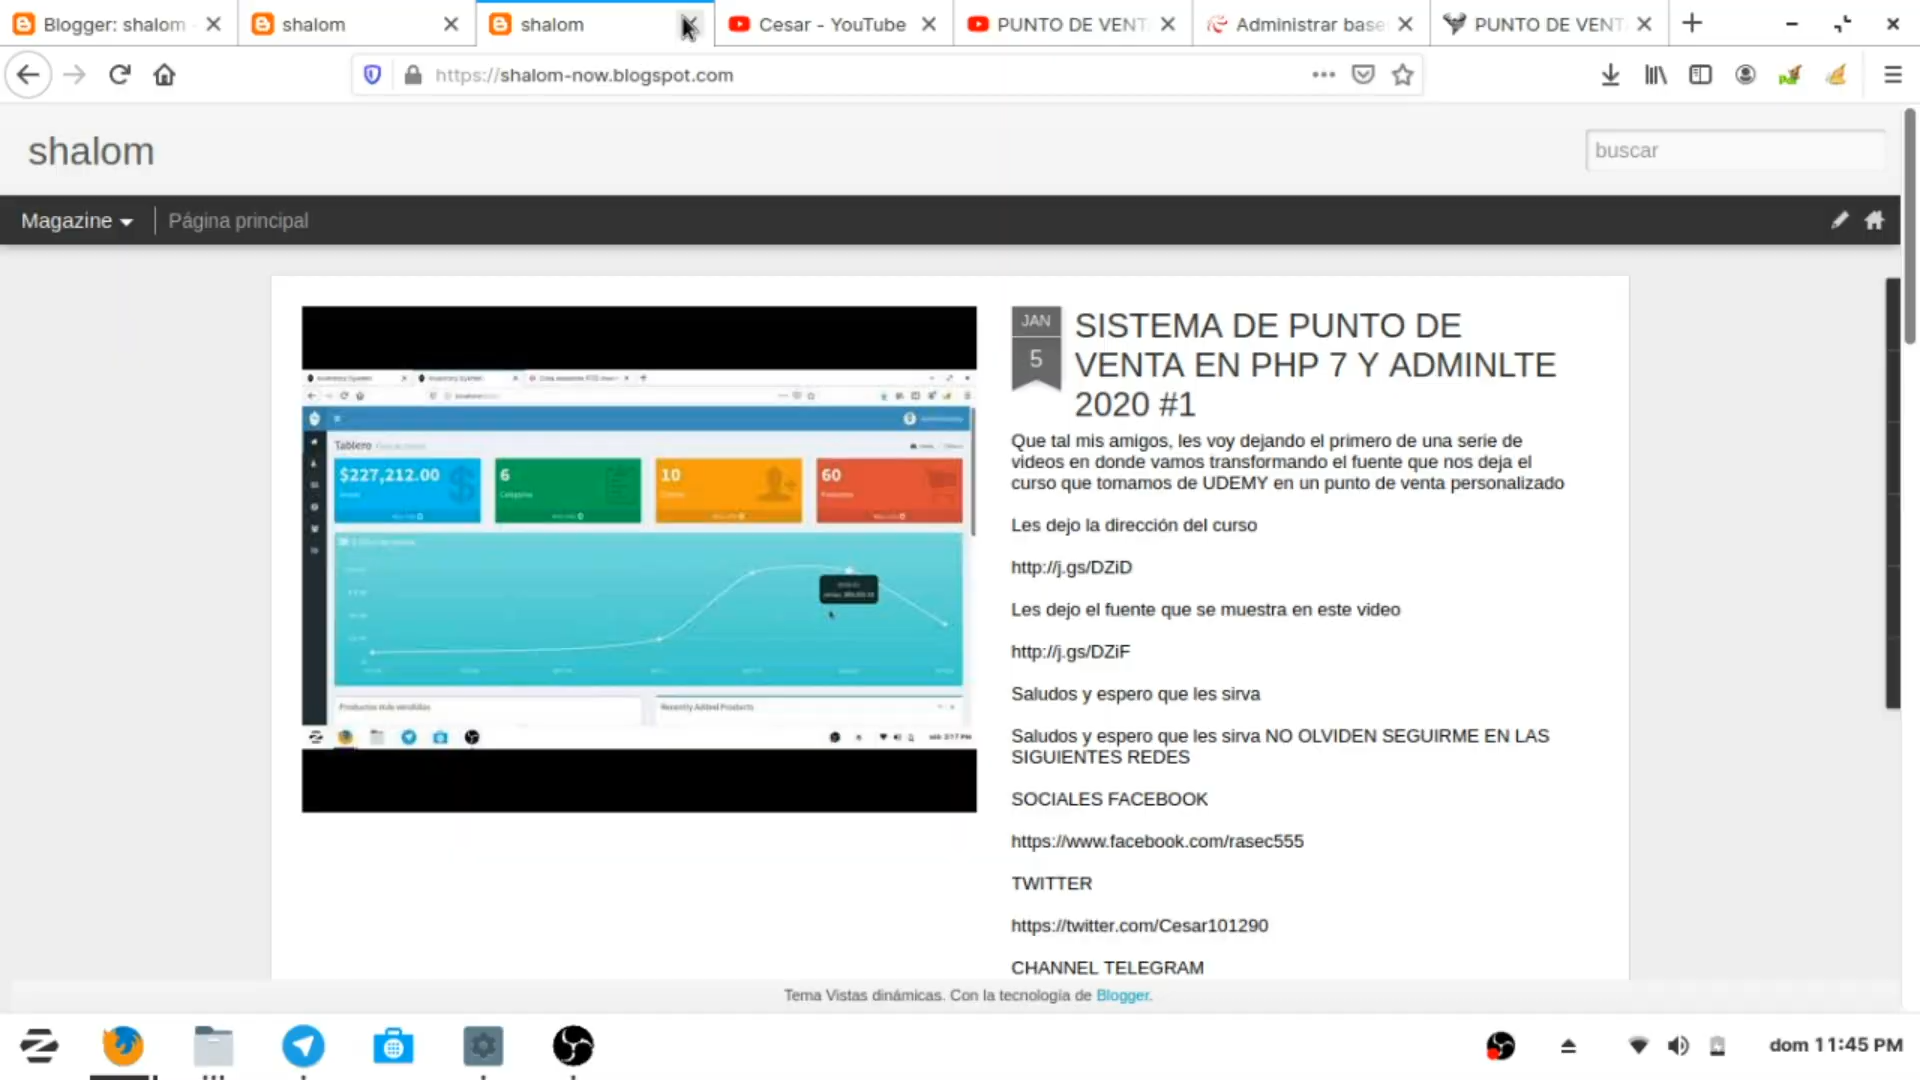 Blogger: shalom
shalom
shalom
Cesar - YouTube
PUNTO DE VENT
Administrar base
PUNTO DE VENT
https://shalom-now.blogspot.com
shalom
buscar
Magazine
Página principal
JAN
5
SISTEMA DE PUNTO DE
VENTA EN PHP 7 Y ADMINLTE
2020 #1
Tablero
$227,212.00
6
10
60
Productos más vendidos
Recently Added Products
Que tal mis amigos, les voy dejando el primero de una serie de
videos en donde vamos transformando el fuente que nos deja el
curso que tomamos de UDEMY en un punto de venta personalizado
Les dejo la dirección del curso
http://j.gs/DZiD
Les dejo el fuente que se muestra en este video
http://j.gs/DZiF
Saludos y espero que les sirva
Saludos y espero que les sirva NO OLVIDEN SEGUIRME EN LAS
SIGUIENTES REDES
SOCIALES FACEBOOK
https://www.facebook.com/rasec555
TWITTER
https://twitter.com/Cesar101290
CHANNEL TELEGRAM
Tema Vistas dinámicas. Con la tecnología de Blogger.
dom 11:45 PM